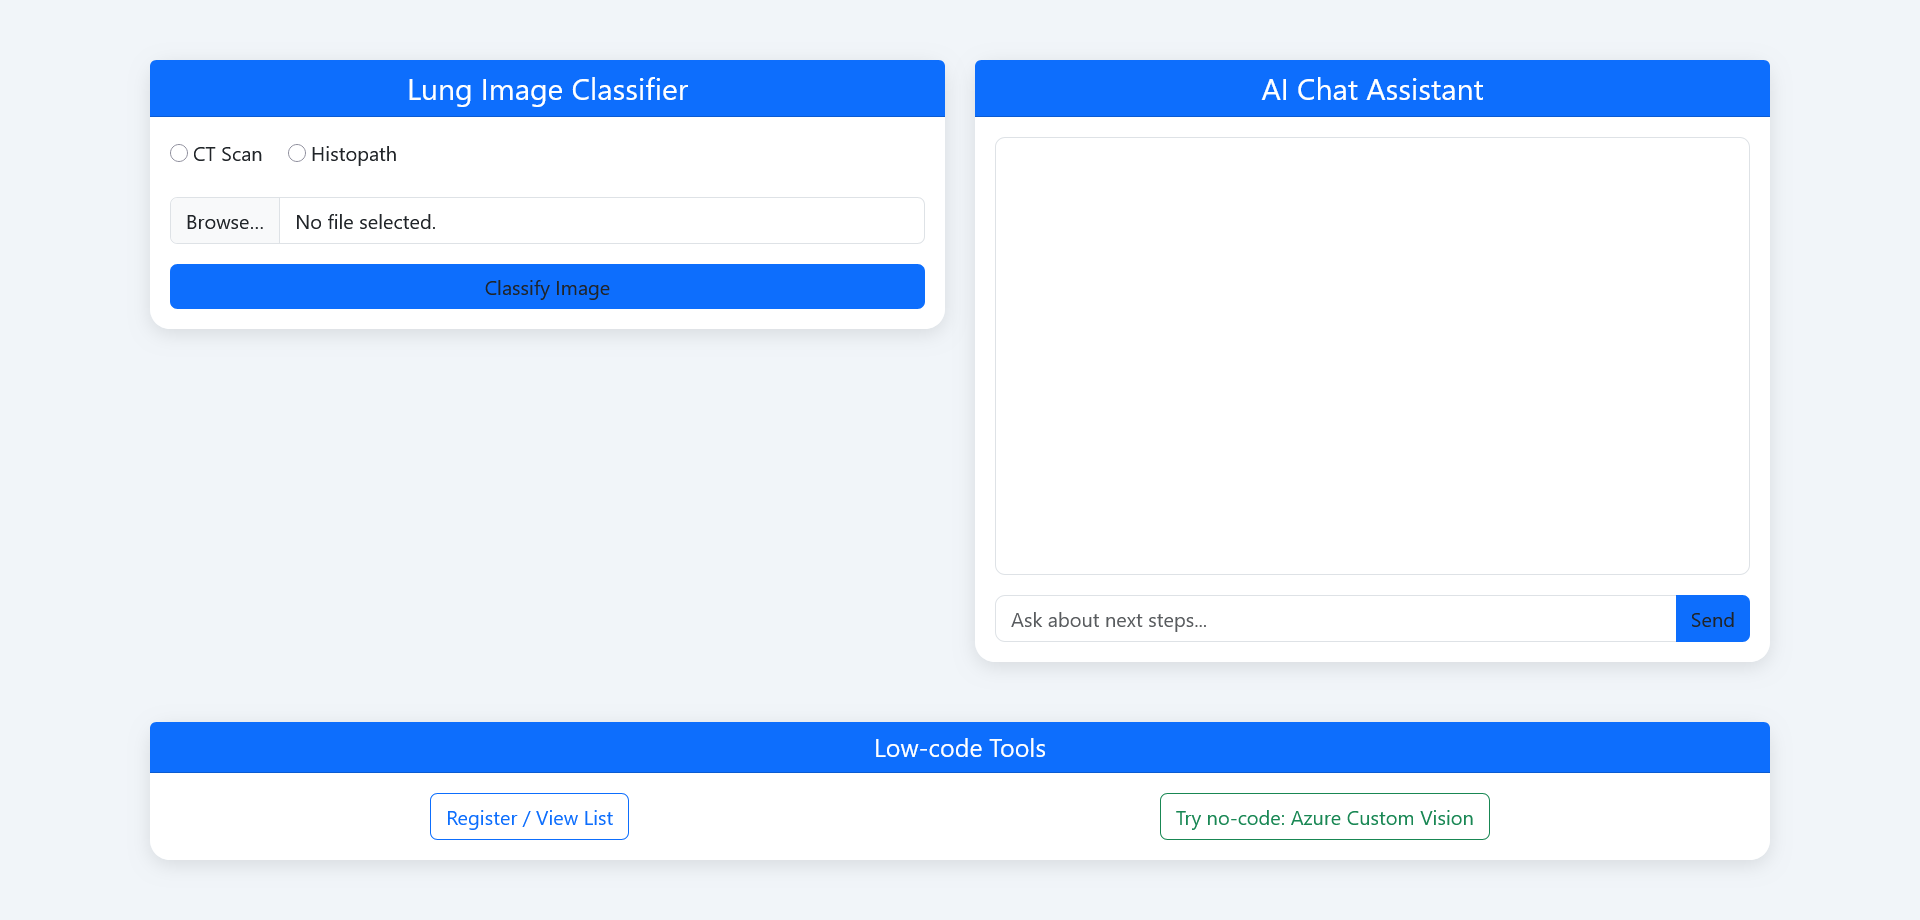 Lung Image Classifier
CT Scan Histopath
Browse... No file selected.
Classify Image
AI Chat Assistant
Ask about next steps...
Send
Low-code Tools
Register / View List
Try no-code: Azure Custom Vision